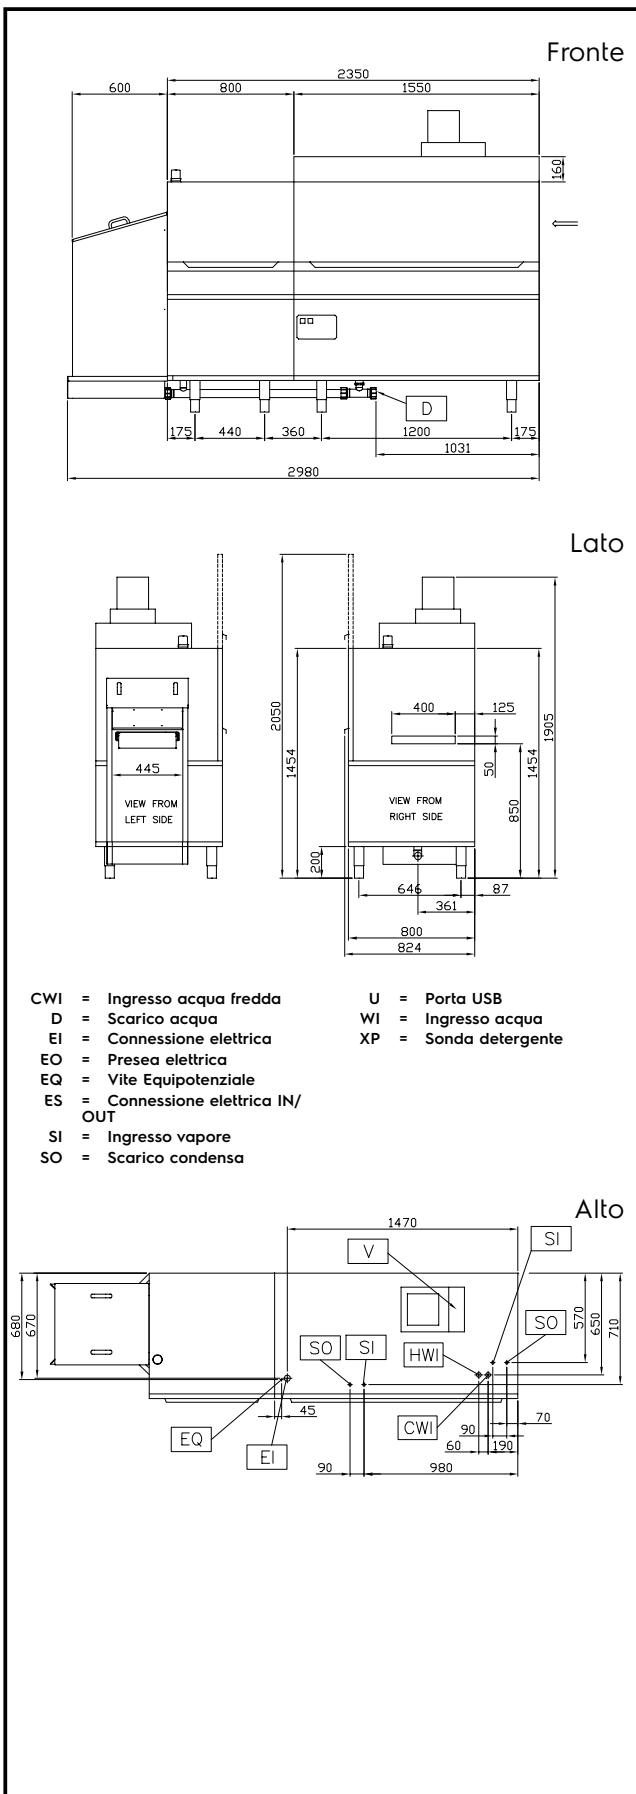 Fronte
2350
600 800 1550
160
D
175 440 360 1200 175
1031
2980
Lato
2050
1454
400 125
50
850
1454
1905
445
VIEW FROM
LEFT SIDE
VIEW FROM
RIGHT SIDE
200
646 87
361
800
824
CWI = Ingresso acqua fredda
D = Scarico acqua
EI = Connessione elettrica
EO = Presea elettrica
EQ = Vite Equipotenziale
ES = Connessione elettrica IN/
OUT
SI = Ingresso vapore
SO = Scarico condensa
U = Porta USB
WI = Ingresso acqua
XP = Sonda detergente
Alto
1470
V
SI
680
670
570
650
710
SO
SI
HWI
SO
EQ
EI
45
CWI
70
90
60 190
90 980